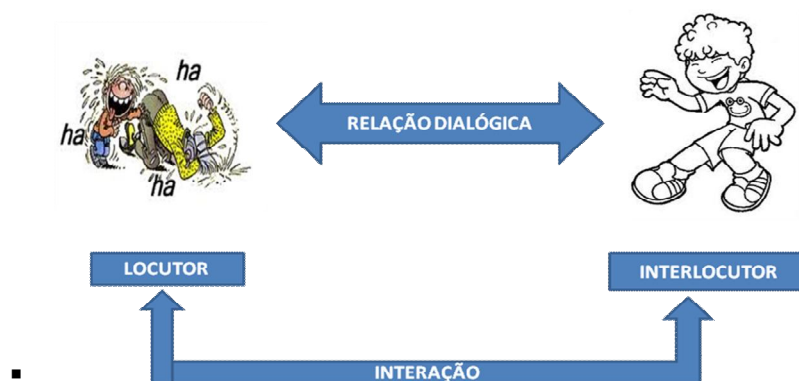 ha
RELAÇÃO DIALÓGICA
ha
ha
LOCUTOR
INTERLOCUTOR
INTERAÇÃO